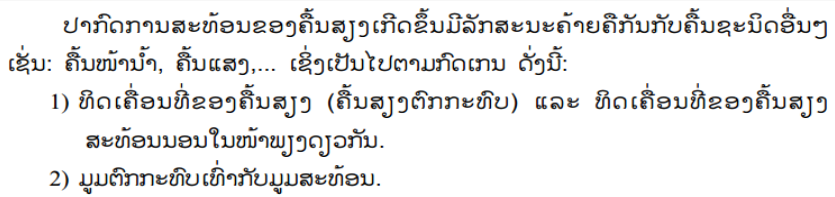 ປາກົດການສະທ້ອນຂອງຄື້ນສຽງເກີດຂຶ້ນມີລັກສະນະຄ້າຍຄືກັນກັບຄື້ນຊະນິດອື່ນໆ
ເຊັ່ນ: ຄື້ນໜ້ານ້ຳ, ຄື້ນແສງ,... ເຊິ່ງເປັນໄປຕາມກົດເກນ ດັ່ງນີ້:
1) ທິດເຄື່ອນທີ່ຂອງຄື້ນສຽງ (ຄື້ນສຽງຕົກກະທົບ) ແລະ ທິດເຄື່ອນທີ່ຂອງຄື້ນສຽງ
ສະທ້ອນນອນໃນໜ້າພຽງດຽວກັນ.
2) ມູມຕົກກະທົບເທົ່າກັບມູມສະທ້ອນ.